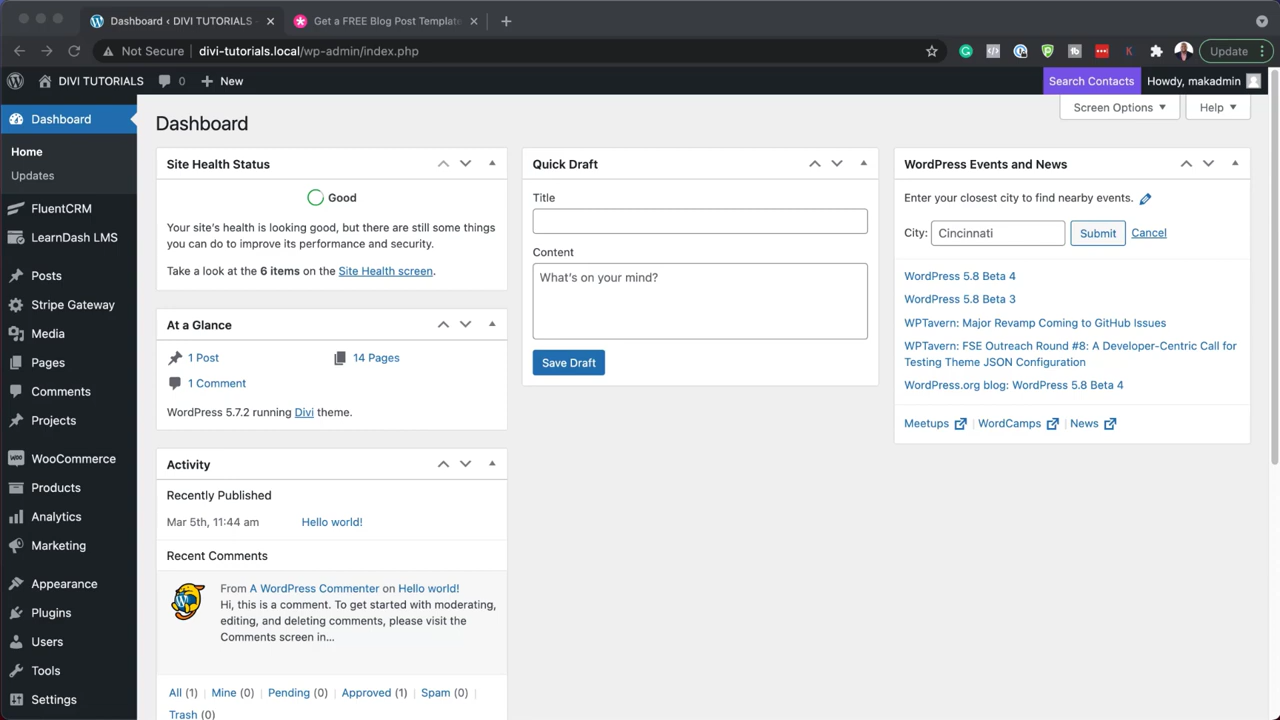 Dashboard ‹ DIVI TUTORIALS -
Get a FREE Blog Post Template
Not Secure
divi-tutorials.local/wp-admin/index.php
Update
DIVI TUTORIALS
0
New
Search Contacts
Howdy, makadmin
Dashboard
Home
Updates
FluentCRM
LearnDash LMS
Posts
Stripe Gateway
Media
Pages
Comments
Projects
WooCommerce
Products
Analytics
Marketing
Appearance
Plugins
Users
Tools
Settings
Screen Options
Help
Dashboard
Site Health Status
Good
Your site's health is looking good, but there are still some things
you can do to improve its performance and security.
Take a look at the 6 items on the Site Health screen.
At a Glance
1 Post
14 Pages
1 Comment
WordPress 5.7.2 running Divi theme.
Activity
Recently Published
Mar 5th, 11:44 am
Hello world!
Recent Comments
From A WordPress Commenter on Hello world!
Hi, this is a comment. To get started with moderating,
editing, and deleting comments, please visit the
Comments screen in…
All (1) | Mine (0) | Pending (0) | Approved (1) | Spam (0) |
Trash (0)
Quick Draft
Title
Content
What's on your mind?
Save Draft
WordPress Events and News
Enter your closest city to find nearby events.
City:
Cincinnati
Submit
Cancel
WordPress 5.8 Beta 4
WordPress 5.8 Beta 3
WPTavern: Major Revamp Coming to GitHub Issues
WPTavern: FSE Outreach Round #8: A Developer-Centric Call for
Testing Theme JSON Configuration
WordPress.org blog: WordPress 5.8 Beta 4
Meetups | WordCamps | News